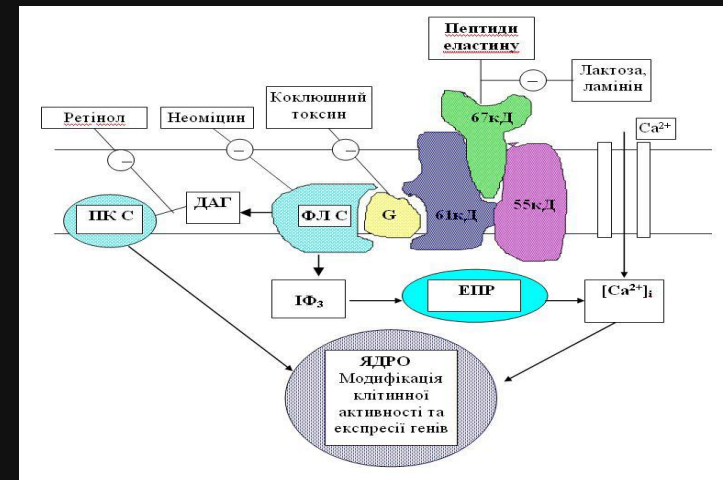 Пептиди
еластину
Лактоза,
ламінін
Коклюшний
токсин
Ретінол
Неоміцин
67кД
Ca²⁺
ДАГ
ПК С
ФЛ С
G
61кД
55кД
ІФ₃
ЕПР
[Ca²⁺]i
ЯДРО
Модифікація
клітинної
активності та
експресії генів